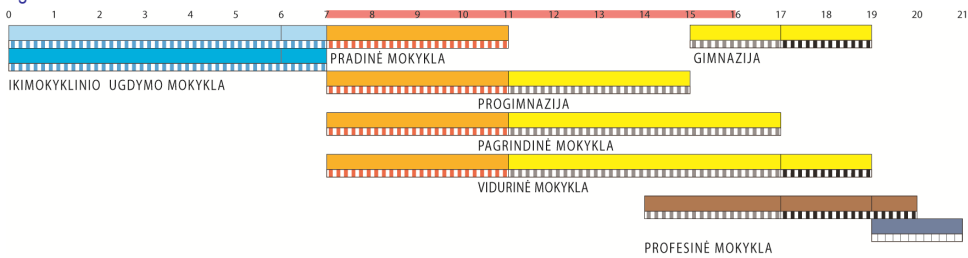 0 1 2 3 4 5 6 7 8 9 10 11 12 13 14 15 16 17 18 19 20 21
PRADINĖ MOKYKLA GIMNAZIJA
IKIMOKYKLINIO UGDYMO MOKYKLA
PROGIMNAZIJA
PAGRINDINĖ MOKYKLA
VIDURINĖ MOKYKLA
PROFESINĖ MOKYKLA